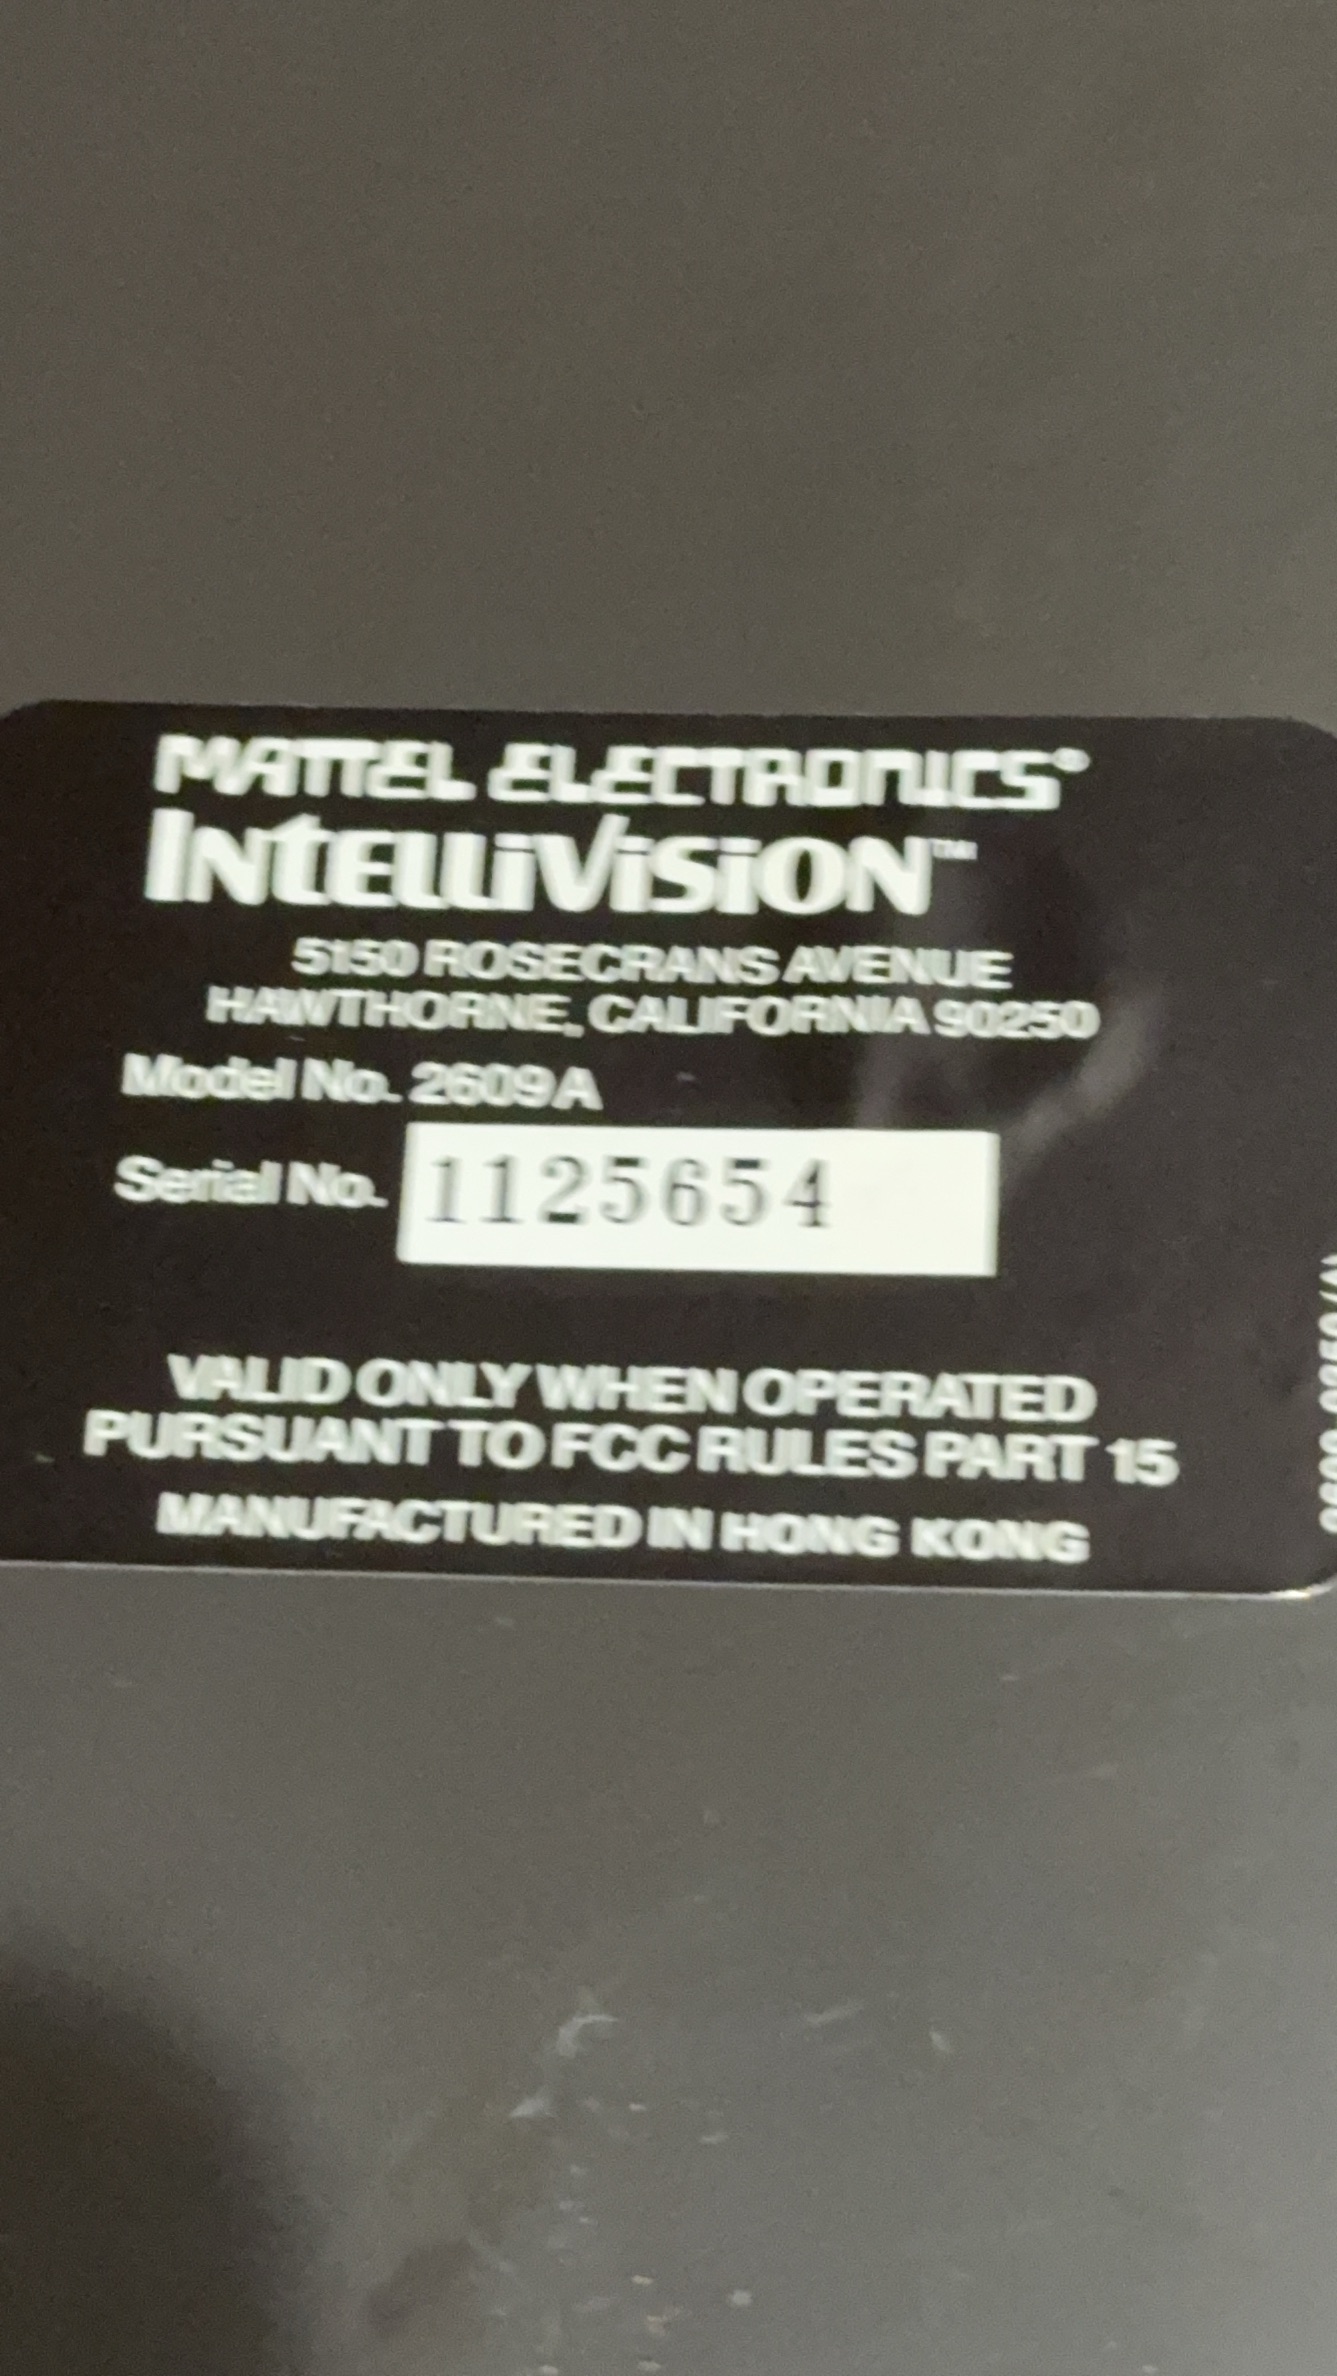 MATTEL ELECTRONICS®
INTELLIVISION™
5150 ROSECRANS AVENUE
HAWTHORNE, CALIFORNIA 90250
Model No. 2609A
Serial No. 1125654
VALID ONLY WHEN OPERATED
PURSUANT TO FCC RULES PART 15
MANUFACTURED IN HONG KONG